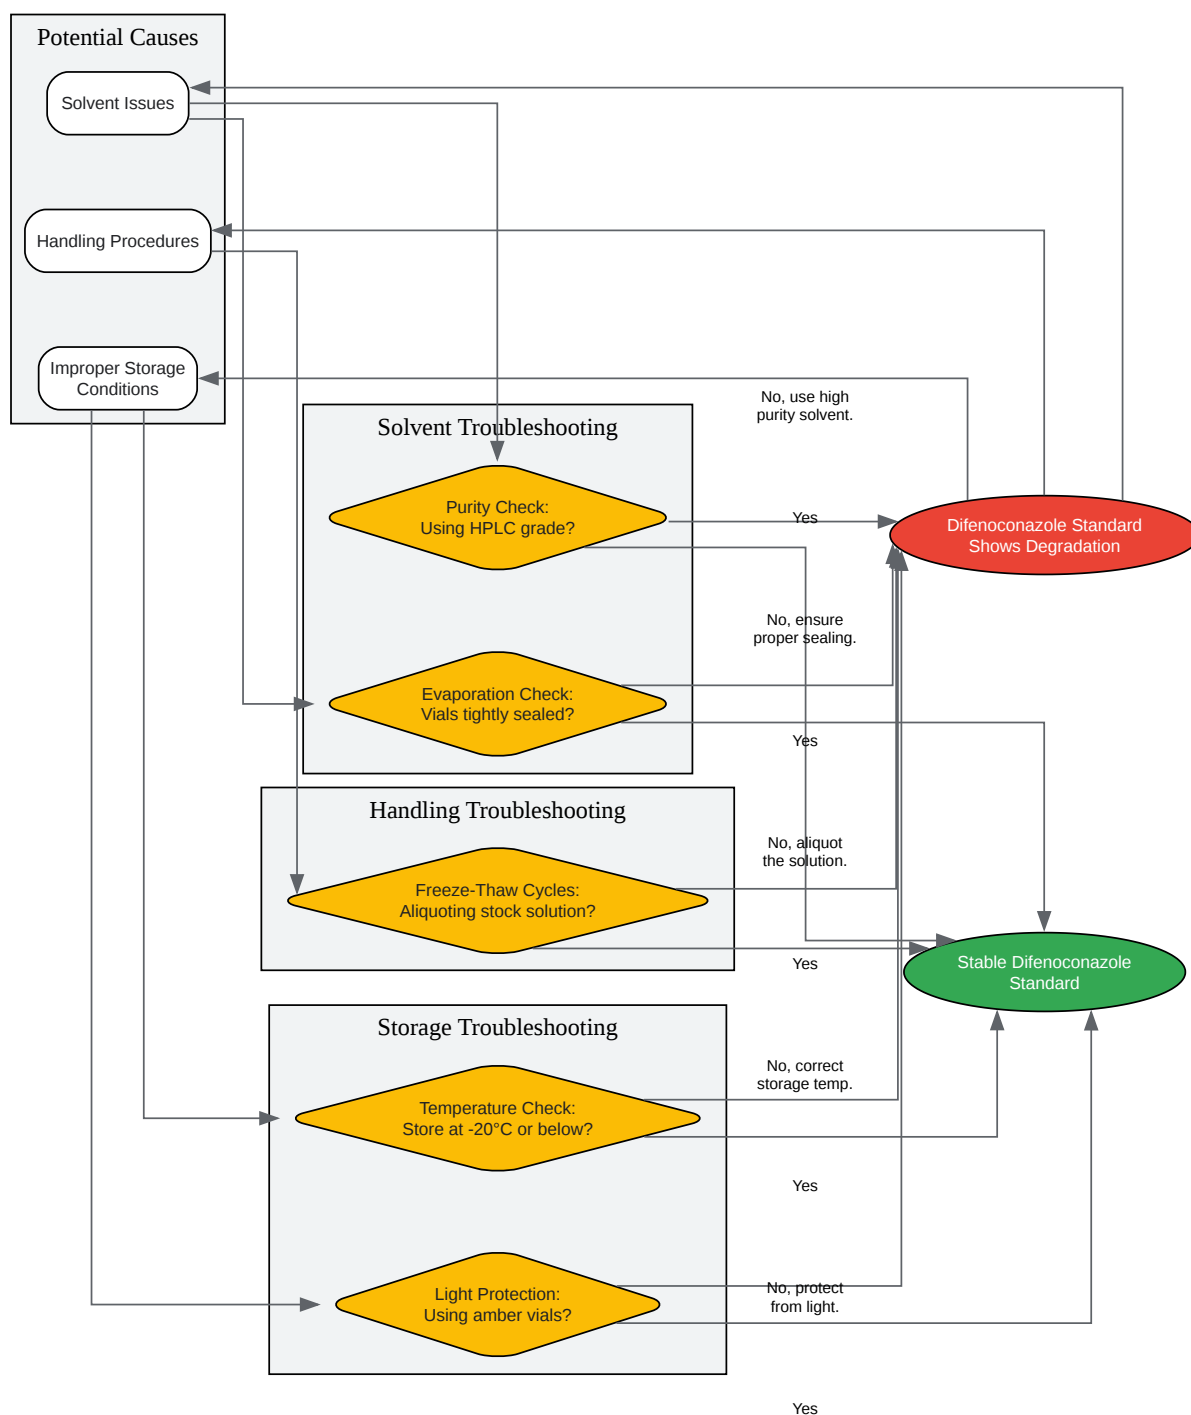 Potential Causes
Solvent Issues
Handling Procedures
Improper Storage
Conditions
No, use high
purity solvent.
Solvent Troubleshooting
Purity Check:
Using HPLC grade?
Yes
Difenoconazole Standard
Shows Degradation
No, ensure
proper sealing.
Evaporation Check:
Vials tightly sealed?
Yes
Handling Troubleshooting
No, aliquot
the solution.
Freeze-Thaw Cycles:
Aliquoting stock solution?
Yes
Stable Difenoconazole
Standard
Storage Troubleshooting
No, correct
storage temp.
Temperature Check:
Store at -20°C or below?
Yes
Light Protection:
Using amber vials?
No, protect
from light.
Yes